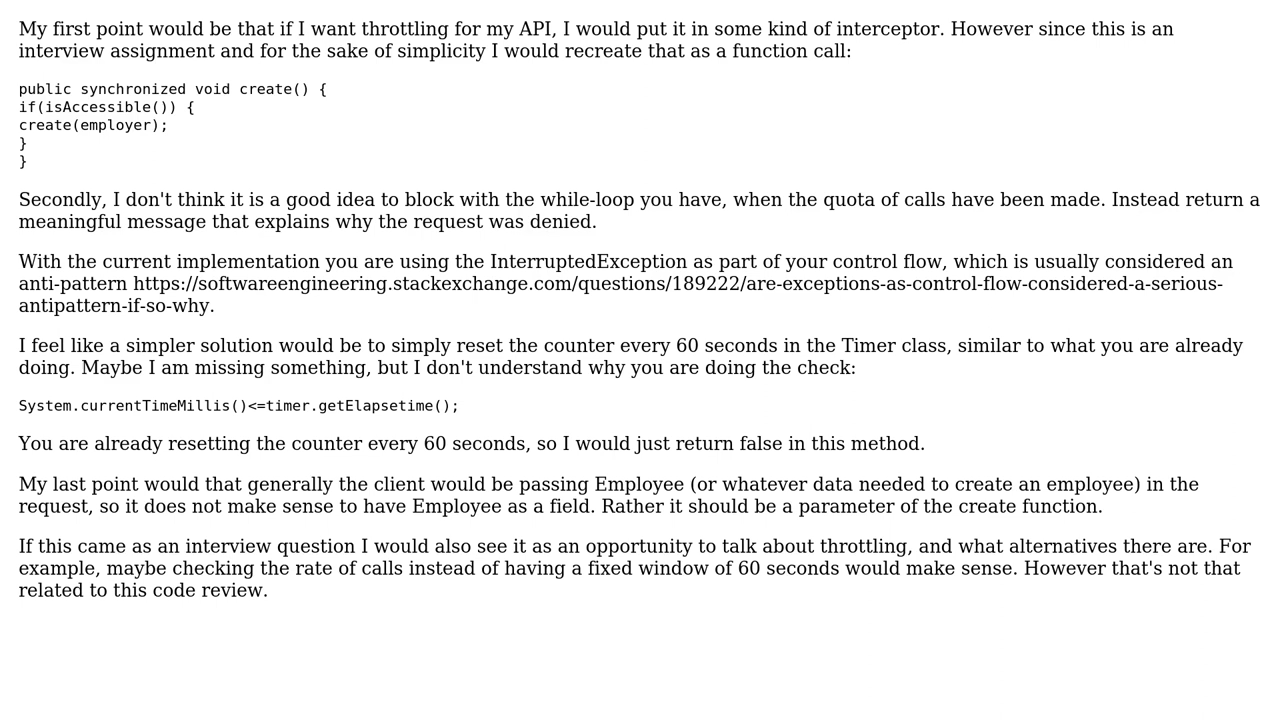 My first point would be that if I want throttling for my API, I would put it in some kind of interceptor. However since this is an
interview assignment and for the sake of simplicity I would recreate that as a function call:
public synchronized void create() {
if(isAccessible()) {
create(employer);
}
}
Secondly, I don't think it is a good idea to block with the while-loop you have, when the quota of calls have been made. Instead return a
meaningful message that explains why the request was denied.
With the current implementation you are using the InterruptedException as part of your control flow, which is usually considered an
anti-pattern https://softwareengineering.stackexchange.com/questions/189222/are-exceptions-as-control-flow-considered-a-serious-
antipattern-if-so-why.
I feel like a simpler solution would be to simply reset the counter every 60 seconds in the Timer class, similar to what you are already
doing. Maybe I am missing something, but I don't understand why you are doing the check:
System.currentTimeMillis()<=timer.getElapsetime();
You are already resetting the counter every 60 seconds, so I would just return false in this method.
My last point would that generally the client would be passing Employee (or whatever data needed to create an employee) in the
request, so it does not make sense to have Employee as a field. Rather it should be a parameter of the create function.
If this came as an interview question I would also see it as an opportunity to talk about throttling, and what alternatives there are. For
example, maybe checking the rate of calls instead of having a fixed window of 60 seconds would make sense. However that's not that
related to this code review.